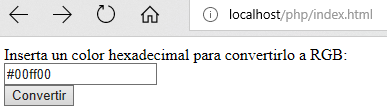 localhost/php/index.html
Inserta un color hexadecimal para convertirlo a RGB:
#00ff00
Convertir